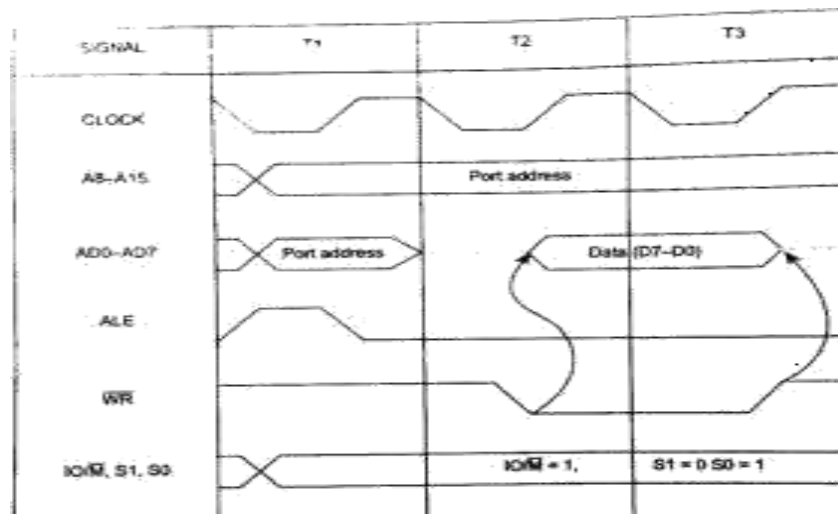 SIGNAL T1 T2 T3
CLOCK
A8–A15 Port address
AD0–AD7 Port address Data (D7–D0)
ALE
W̅R̅
IO/M̅, S1, S0 IO/M̅ = 1, S1 = 0 S0 = 1